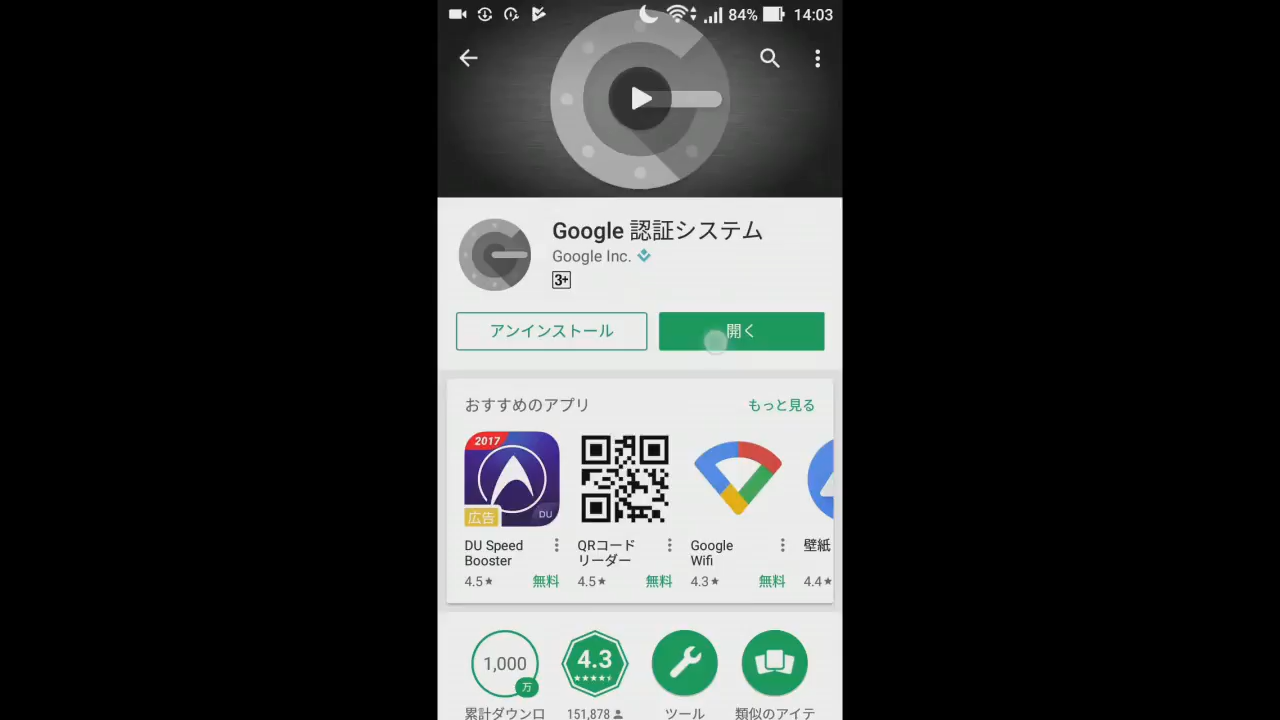 84% 14:03
Google 認証システム
Google Inc.
3+
アンインストール 開く
おすすめのアプリ もっと見る
2017
広告 DU
DU Speed Booster
4.5★ 無料
QRコード リーダー
4.5★ 無料
Google Wifi
4.3★ 無料
壁紙
4.4★
1,000 万
累計ダウンロ
4.3
★★★★★
151,878
ツール
類似のアイテ